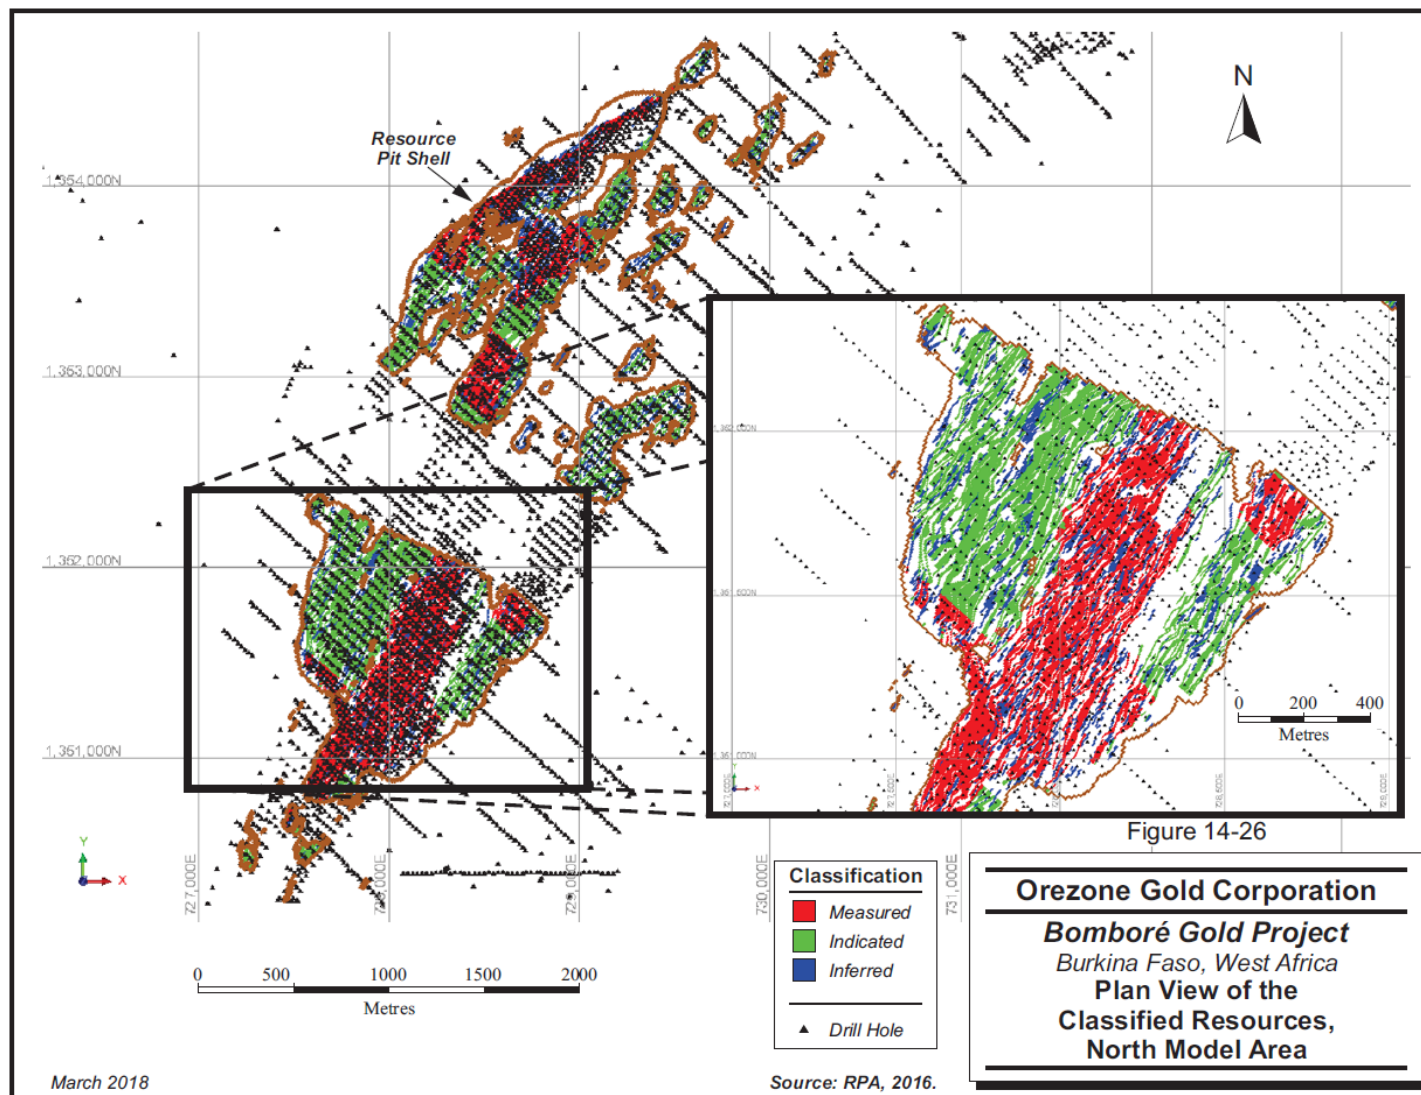 N
Resource
Pit Shell
1,354,000N
1,353,000N
1,352,000N
1,351,000N
Y
X
727,000E
729,000E
730,000E
731,000E
0 500 1000 1500 2000
Metres
0 200 400
Metres
Figure 14-26
Classification
Measured
Indicated
Inferred
Drill Hole
Orezone Gold Corporation
Bomboré Gold Project
Burkina Faso, West Africa
Plan View of the
Classified Resources,
North Model Area
March 2018
Source: RPA, 2016.